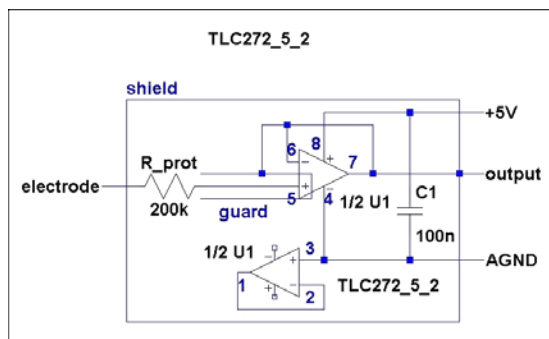 TLC272_5_2
shield
+5V
6
8
+
7
−
R_prot
electrode
+
output
5
4
−
1/2 U1
C1
200k
guard
100n
1/2 U1
−
3
+
AGND
1
+
−
2
TLC272_5_2